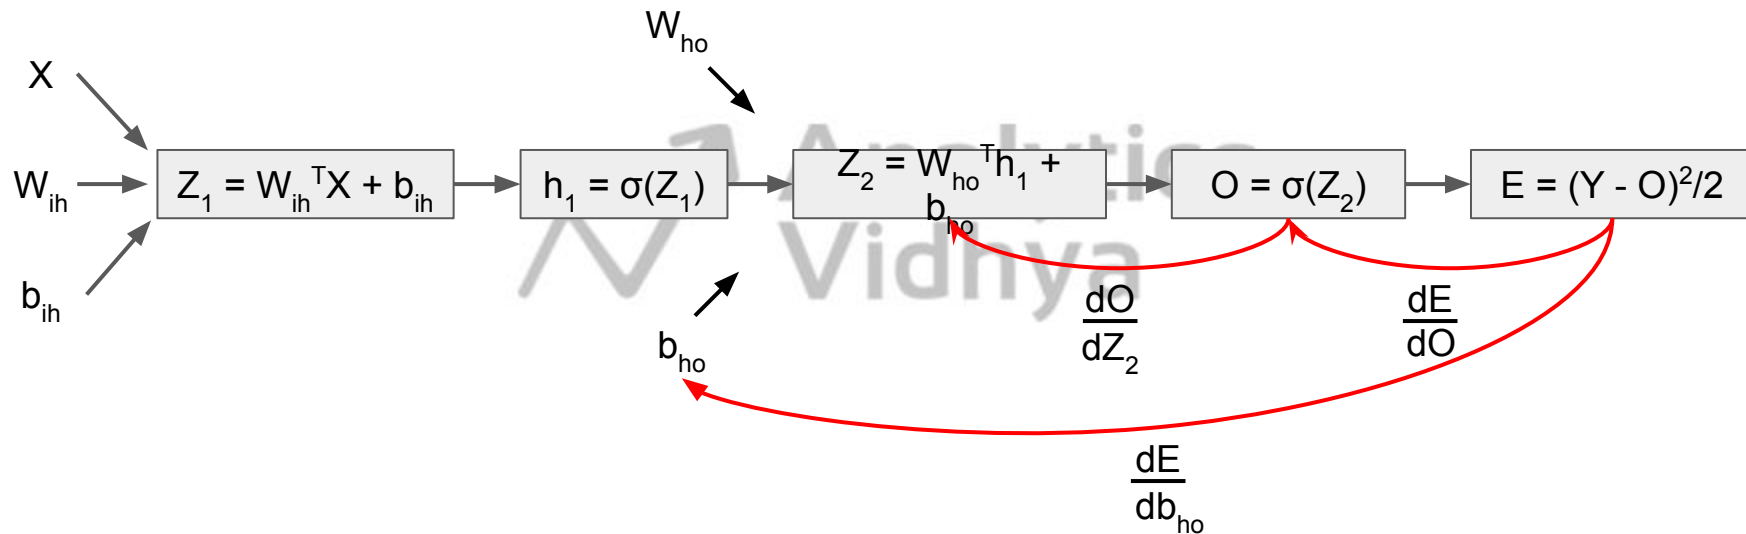 W_ho
X
W_ih
b_ih
Z_1 = W_ih^T X + b_ih
h_1 = σ(Z_1)
Z_2 = W_ho^T h_1 +
b_ho
O = σ(Z_2)
E = (Y - O)^2/2
Analytics
Vidhya
b_ho
dO
dZ_2
dE
dO
dE
db_ho